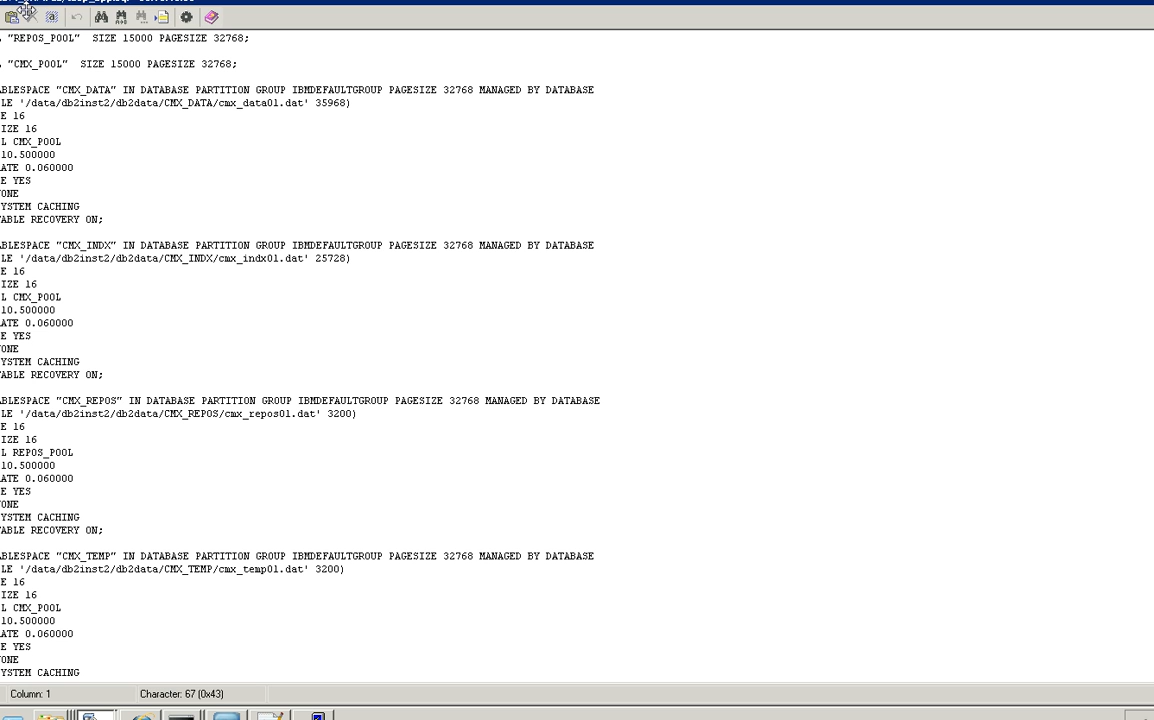 , "REPOS_POOL"  SIZE 15000 PAGESIZE 32768;
, "CMX_POOL"  SIZE 15000 PAGESIZE 32768;
ABLESPACE "CMX_DATA" IN DATABASE PARTITION GROUP IBMDEFAULTGROUP PAGESIZE 32768 MANAGED BY DATABASE
LE '/data/db2inst2/db2data/CMX_DATA/cmx_data01.dat' 35968)
E 16
IZE 16
L CMX_POOL
10.500000
ATE 0.060000
E YES
ONE
YSTEM CACHING
TABLE RECOVERY ON;
ABLESPACE "CMX_INDX" IN DATABASE PARTITION GROUP IBMDEFAULTGROUP PAGESIZE 32768 MANAGED BY DATABASE
LE '/data/db2inst2/db2data/CMX_INDX/cmx_indx01.dat' 25728)
E 16
IZE 16
L CMX_POOL
10.500000
ATE 0.060000
E YES
ONE
YSTEM CACHING
TABLE RECOVERY ON;
ABLESPACE "CMX_REPOS" IN DATABASE PARTITION GROUP IBMDEFAULTGROUP PAGESIZE 32768 MANAGED BY DATABASE
LE '/data/db2inst2/db2data/CMX_REPOS/cmx_repos01.dat' 3200)
E 16
IZE 16
L REPOS_POOL
10.500000
ATE 0.060000
E YES
ONE
YSTEM CACHING
TABLE RECOVERY ON;
ABLESPACE "CMX_TEMP" IN DATABASE PARTITION GROUP IBMDEFAULTGROUP PAGESIZE 32768 MANAGED BY DATABASE
LE '/data/db2inst2/db2data/CMX_TEMP/cmx_temp01.dat' 3200)
E 16
IZE 16
L CMX_POOL
10.500000
ATE 0.060000
E YES
ONE
YSTEM CACHING
Column: 1 Character: 67 (0x43)